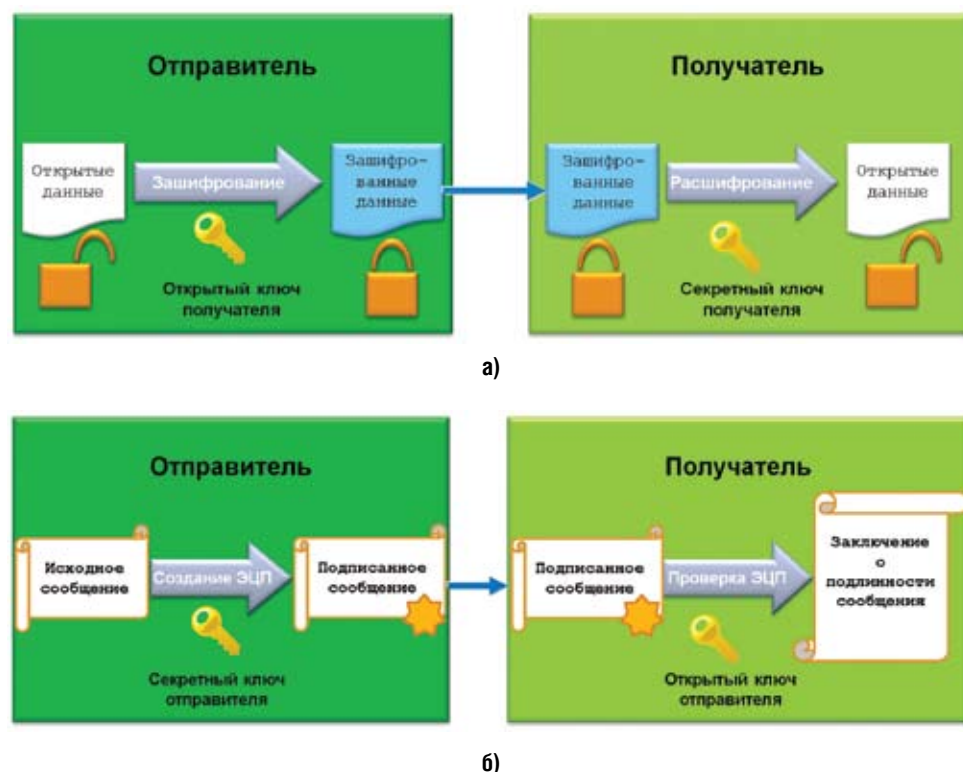 Отправитель
Получатель
Открытые
данные
Зашифрование
Зашифро-
ванные
данные
Зашифро-
ванные
данные
Расшифрование
Открытые
данные
Открытый ключ
получателя
Секретный ключ
получателя
а)
Отправитель
Получатель
Исходное
сообщение
Создание ЭЦП
Подписанное
сообщение
Подписанное
сообщение
Проверка ЭЦП
Заключение
о
подлинности
сообщения
Секретный ключ
отправителя
Открытый ключ
отправителя
б)